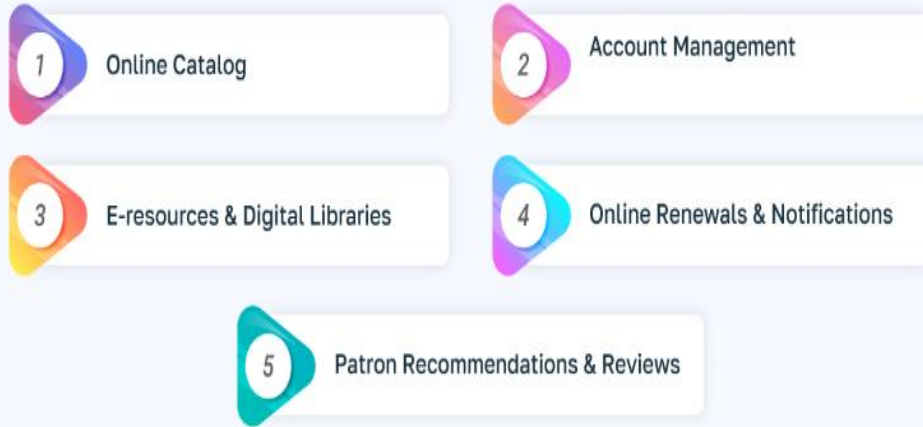 1
Online Catalog
2
Account Management
3
E-resources & Digital Libraries
4
Online Renewals & Notifications
5
Patron Recommendations & Reviews